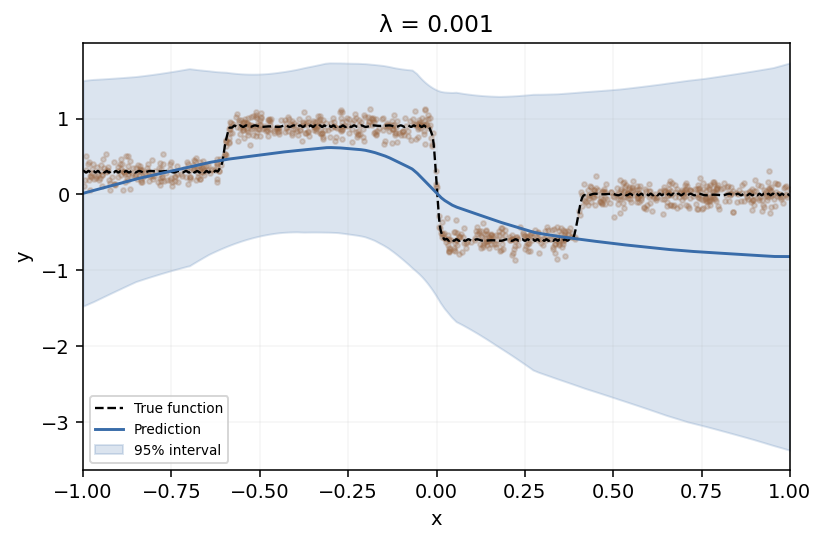 λ = 0.001
y
1
0
−1
−2
−3
True function
Prediction
95% interval
−1.00 −0.75 −0.50 −0.25 0.00 0.25 0.50 0.75 1.00
x